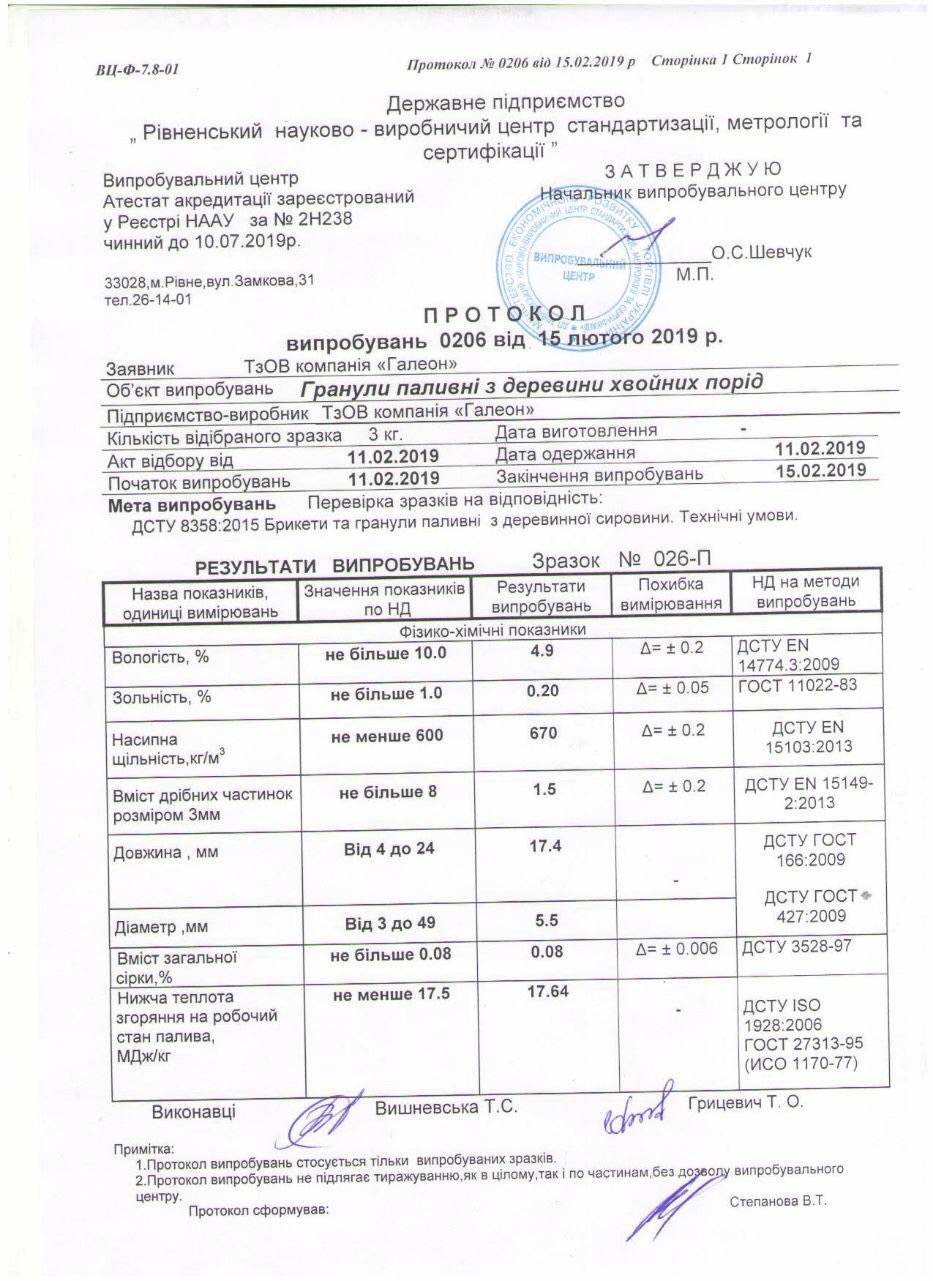 ВЦ-Ф-7.8-01
Протокол № 0206 від 15.02.2019 р Сторінка 1 Сторінок 1
Державне підприємство
„ Рівненський науково - виробничий центр стандартизації, метрології та
сертифікації ”
Випробувальний центр
Атестат акредитації зареєстрований
у Реєстрі НААУ за № 2Н238
чинний до 10.07.2019р.
33028,м.Рівне,вул.Замкова,31
тел.26-14-01
З А Т В Е Р Д Ж У Ю
Начальник випробувального центру
О.С.Шевчук
М.П.
ВИПРОБУВАЛЬНИЙ
ЦЕНТР
П Р О Т О К О Л
випробувань 0206 від 15 лютого 2019 р.
Заявник ТзОВ компанія «Галеон»
Об’єкт випробувань Гранули паливні з деревини хвойних порід
Підприємство-виробник ТзОВ компанія «Галеон»
Кількість відібраного зразка 3 кг. Дата виготовлення -
Акт відбору від 11.02.2019 Дата одержання 11.02.2019
Початок випробувань 11.02.2019 Закінчення випробувань 15.02.2019
Мета випробувань Перевірка зразків на відповідність:
ДСТУ 8358:2015 Брикети та гранули паливні з деревинної сировини. Технічні умови.
РЕЗУЛЬТАТИ ВИПРОБУВАНЬ Зразок № 026-П
Назва показників,
одиниці вимірювань
Значення показників
по НД
Результати
випробувань
Похибка
вимірювання
НД на методи
випробувань
Фізико-хімічні показники
Вологість, % не більше 10.0 4.9 Δ= ± 0.2 ДСТУ EN
14774.3:2009
Зольність, % не більше 1.0 0.20 Δ= ± 0.05 ГОСТ 11022-83
Насипна
щільність,кг/м³ не менше 600 670 Δ= ± 0.2 ДСТУ EN
15103:2013
Вміст дрібних частинок
розміром 3мм не більше 8 1.5 Δ= ± 0.2 ДСТУ EN 15149-
2:2013
Довжина , мм Від 4 до 24 17.4 - ДСТУ ГОСТ
166:2009
ДСТУ ГОСТ
427:2009
Діаметр ,мм Від 3 до 49 5.5
Вміст загальної
сірки,% не більше 0.08 0.08 Δ= ± 0.006 ДСТУ 3528-97
Нижча теплота
згоряння на робочий
стан палива,
МДж/кг не менше 17.5 17.64 - ДСТУ ISO
1928:2006
ГОСТ 27313-95
(ИСО 1170-77)
Виконавці Вишневська Т.С. Грицевич Т. О.
Примітка:
1.Протокол випробувань стосується тільки випробуваних зразків.
2.Протокол випробувань не підлягає тиражуванню,як в цілому,так і по частинам,без дозволу випробувального
центру.
Протокол сформував: Степанова В.Т.